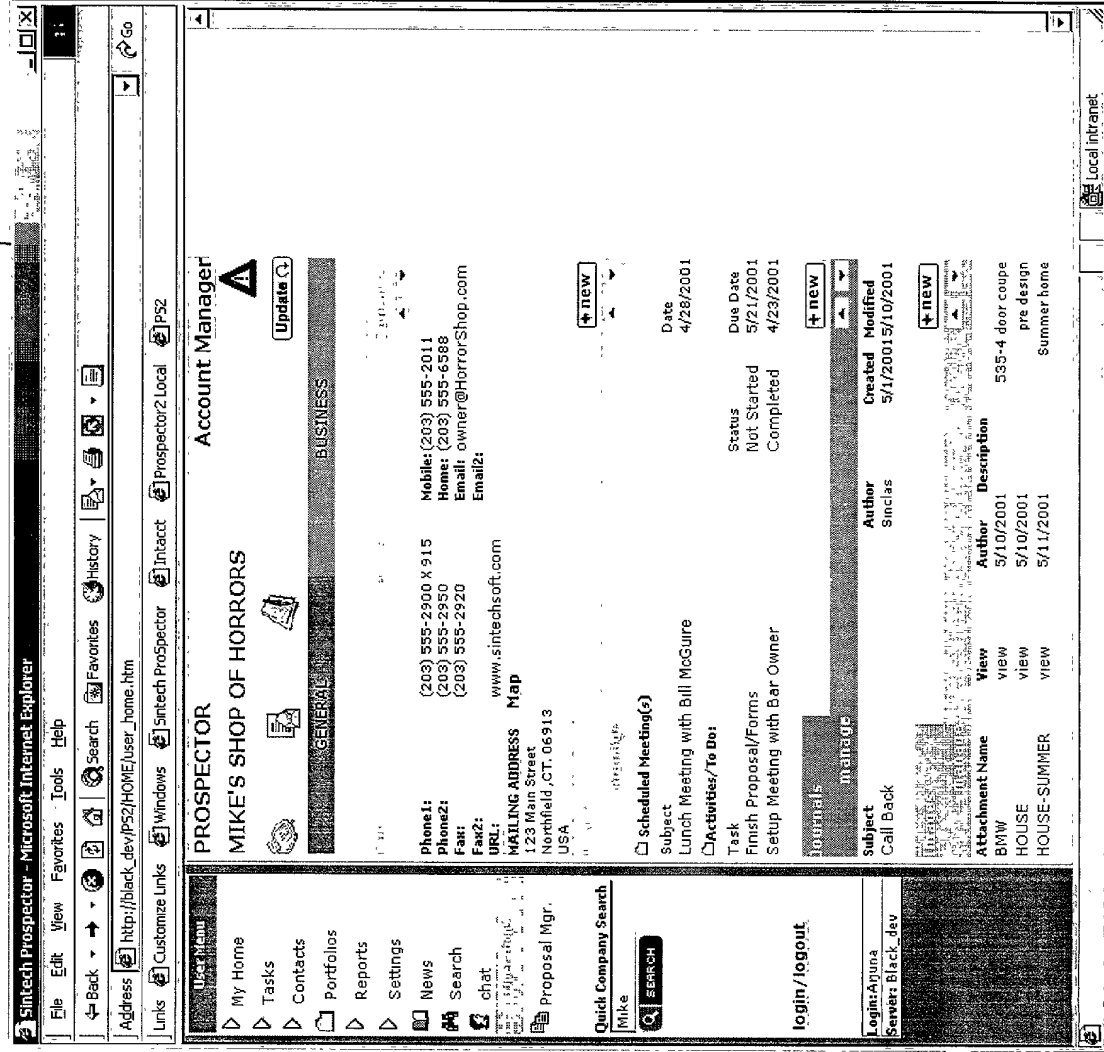 Sintech Prospector - Microsoft Internet Explorer
File Edit View Favorites Tools Help
Back Search Favorites History
Address http://black_dev/PS2/HOME/user_home.htm Go
Links Customize Links Windows Sintech ProSpector Intacct Prospector2 Local PS2
User Menu
My Home
Tasks
Contacts
Portfolios
Reports
Settings
News
Search
chat
Proposal Mgr.
Quick Company Search
Mike
SEARCH
login/logout
Login:Arjuna
Server: Black_dev
PROSPECTOR Account Manager
MIKE'S SHOP OF HORRORS
Update
GENERAL BUSINESS
Phone1: (203) 555-2900 X 915 Mobile: (203) 555-2011
Phone2: (203) 555-2950 Home: (203) 555-6588
Fax: (203) 555-2920 Email: owner@HorrorShop.com
Fax2: Email2:
URL: www.sintechsoft.com
MAILING ADDRESS Map
123 Main Street
Northfield ,CT. 06913
USA
+ new
Scheduled Meeting(s)
Subject Date
Lunch Meeting with Bill McGuire 4/28/2001
Activities/To Do:
Task Status Due Date
Finish Proposal/Forms Not Started 5/21/2001
Setup Meeting with Bar Owner Completed 4/23/2001
Journals + new
manage
Subject Author Created Modified
Call Back sinclas 5/1/20015/10/2001
+ new
Attachment Name View Author Description
BMW view 5/10/2001 535-4 door coupe
HOUSE view 5/10/2001 pre design
HOUSE-SUMMER view 5/11/2001 Summer home
Local intranet